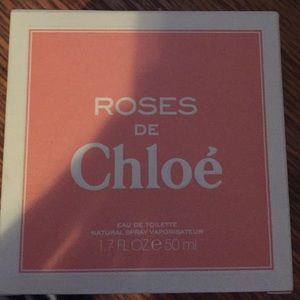 ROSES
DE
Chloé
EAU DE TOILETTE
NATURAL SPRAY VAPORISATEUR
1.7 FL OZ ℮ 50 ml